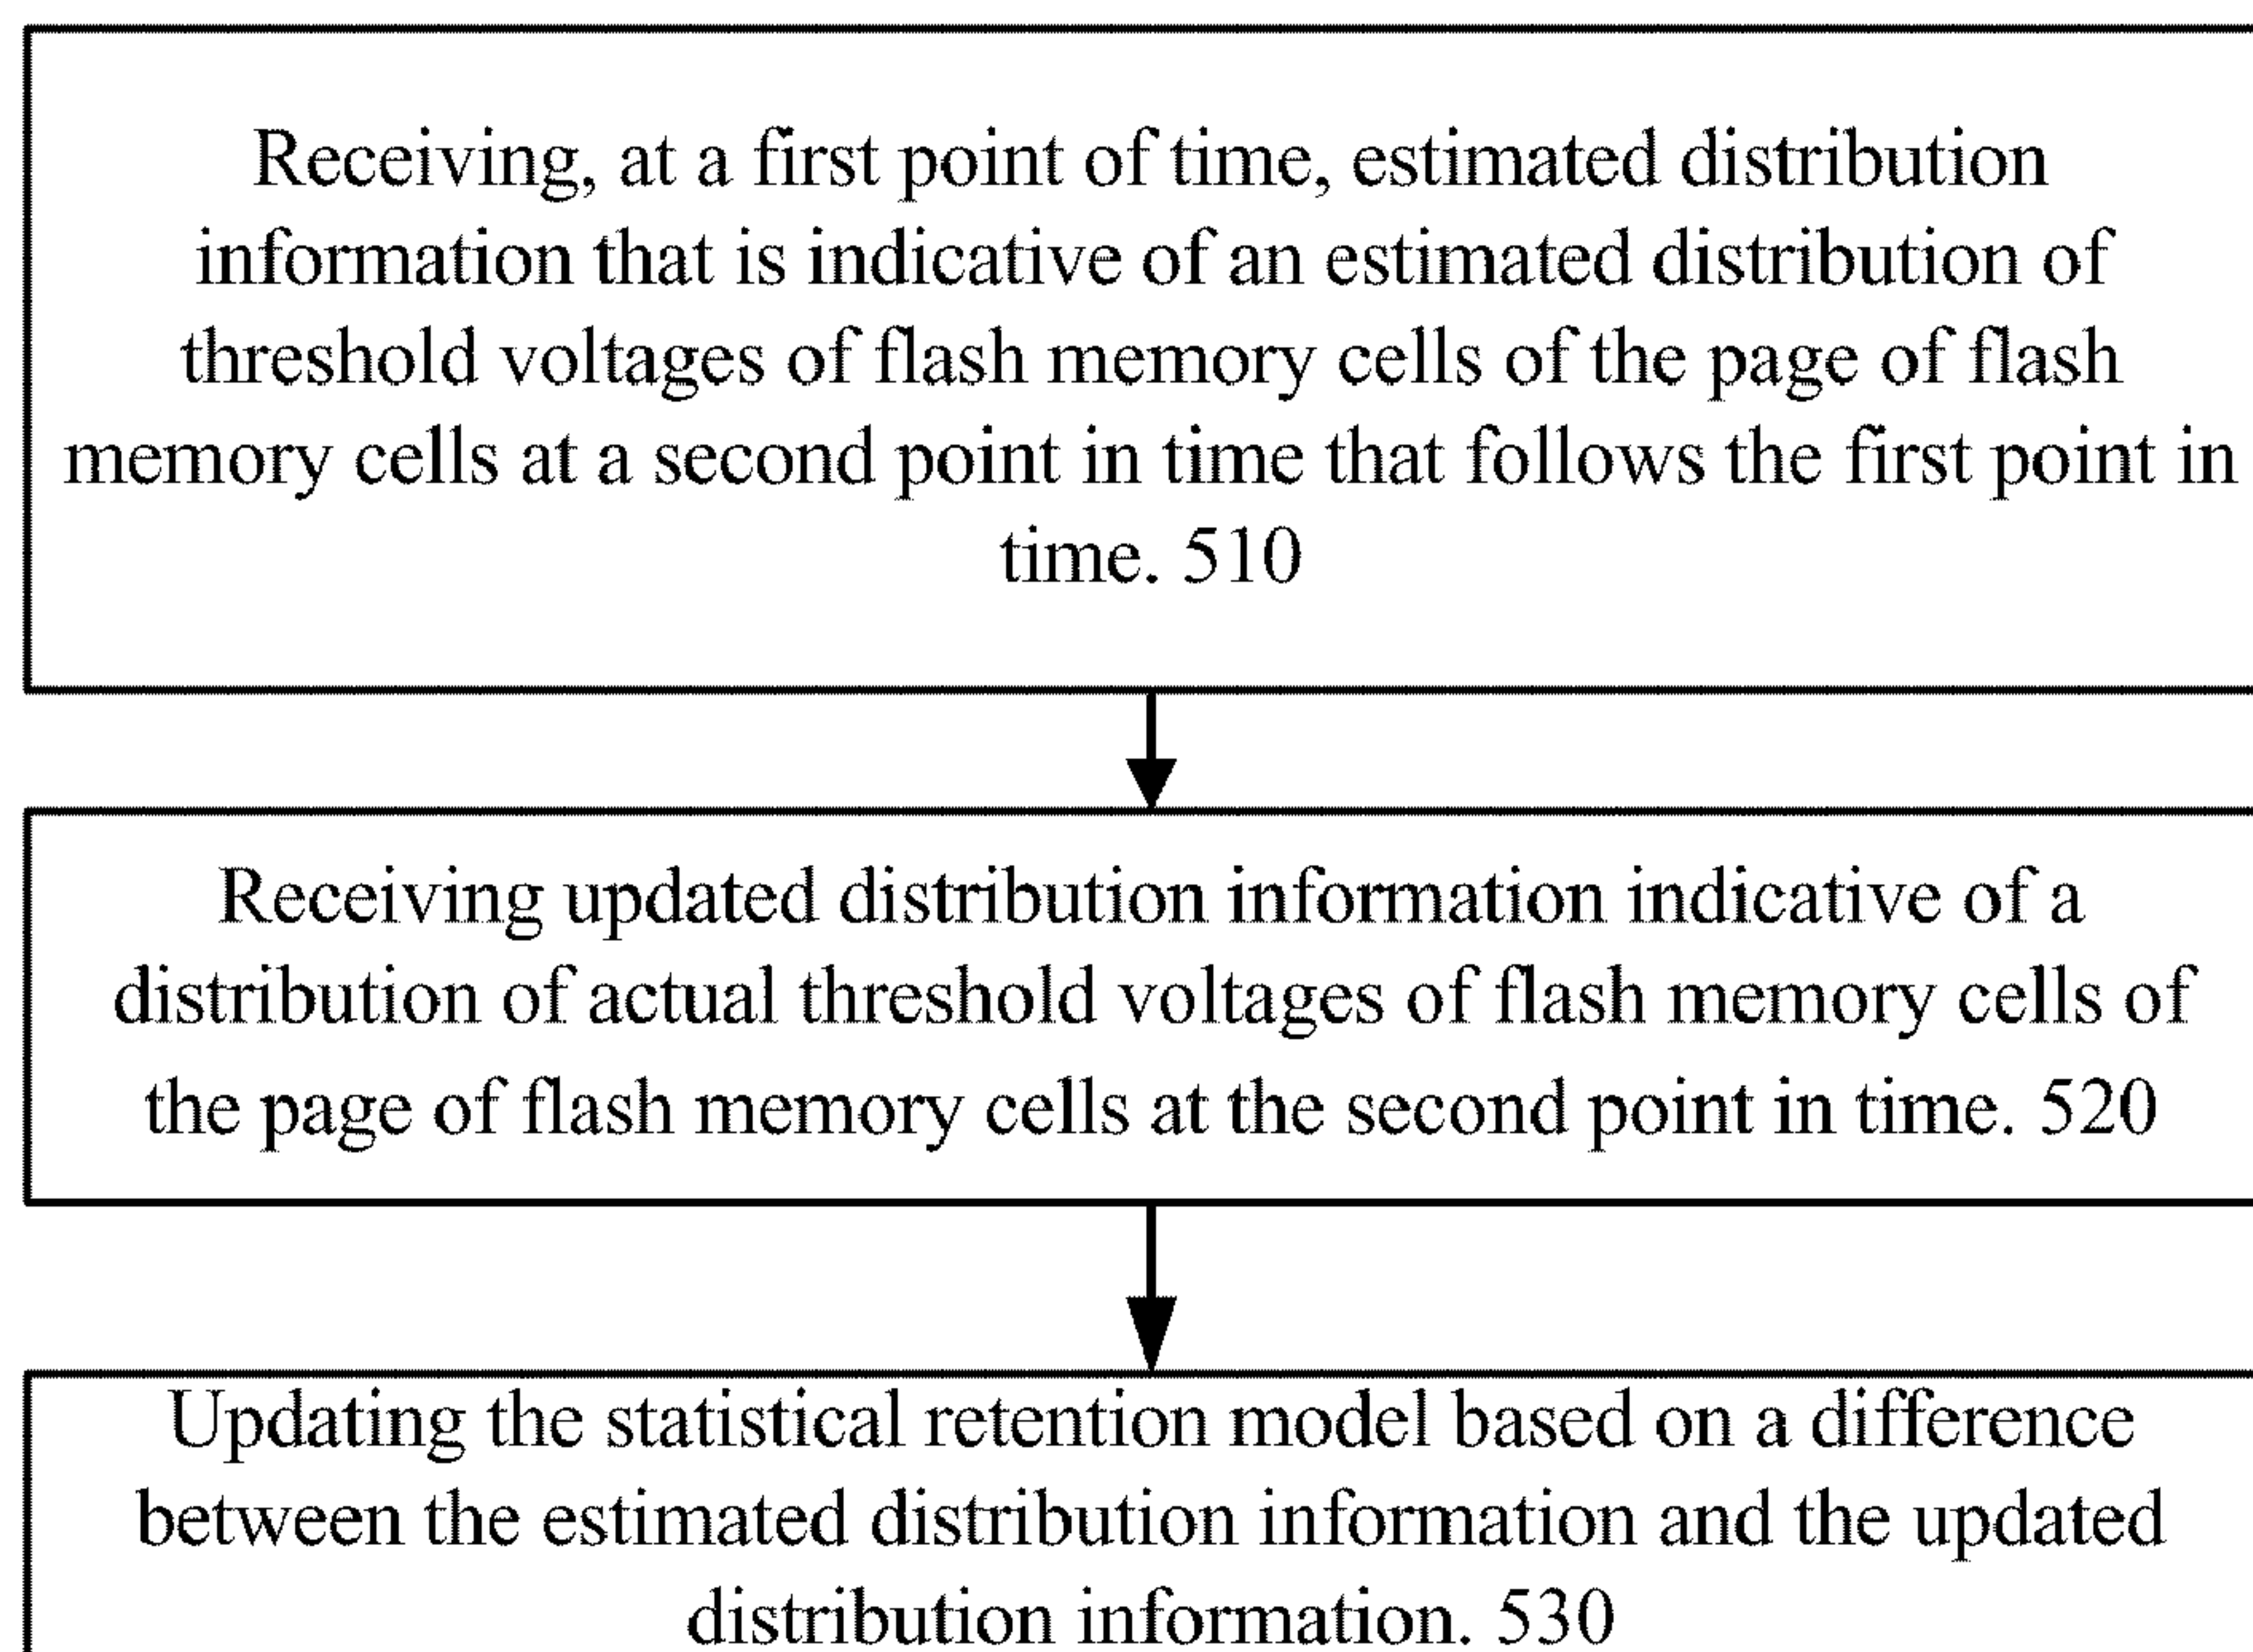 Receiving, at a first point of time, estimated distribution
information that is indicative of an estimated distribution of
threshold voltages of flash memory cells of the page of flash
memory cells at a second point in time that follows the first point in
time. 510
Receiving updated distribution information indicative of a
distribution of actual threshold voltages of flash memory cells of
the page of flash memory cells at the second point in time. 520
Updating the statistical retention model based on a difference
between the estimated distribution information and the updated
distribution information. 530